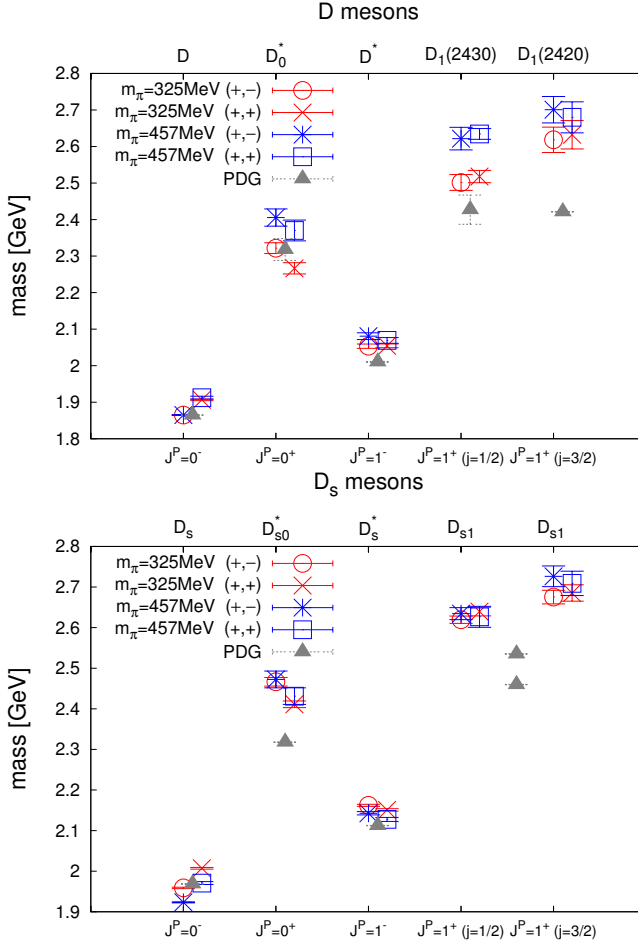 D mesons
D D₀* D* D₁(2430) D₁(2420)
2.8
2.7
2.6
2.5
2.4
2.3
2.2
2.1
2
1.9
1.8
mass [GeV]
mπ=325MeV (+,-)
mπ=325MeV (+,+)
mπ=457MeV (+,-)
mπ=457MeV (+,+)
PDG
Jᴾ=0⁻ Jᴾ=0⁺ Jᴾ=1⁻ Jᴾ=1⁺ (j=1/2) Jᴾ=1⁺ (j=3/2)
Dₛ mesons
Dₛ Dₛ₀* Dₛ* Dₛ₁ Dₛ₁
2.8
2.7
2.6
2.5
2.4
2.3
2.2
2.1
2
1.9
mass [GeV]
mπ=325MeV (+,-)
mπ=325MeV (+,+)
mπ=457MeV (+,-)
mπ=457MeV (+,+)
PDG
Jᴾ=0⁻ Jᴾ=0⁺ Jᴾ=1⁻ Jᴾ=1⁺ (j=1/2) Jᴾ=1⁺ (j=3/2)